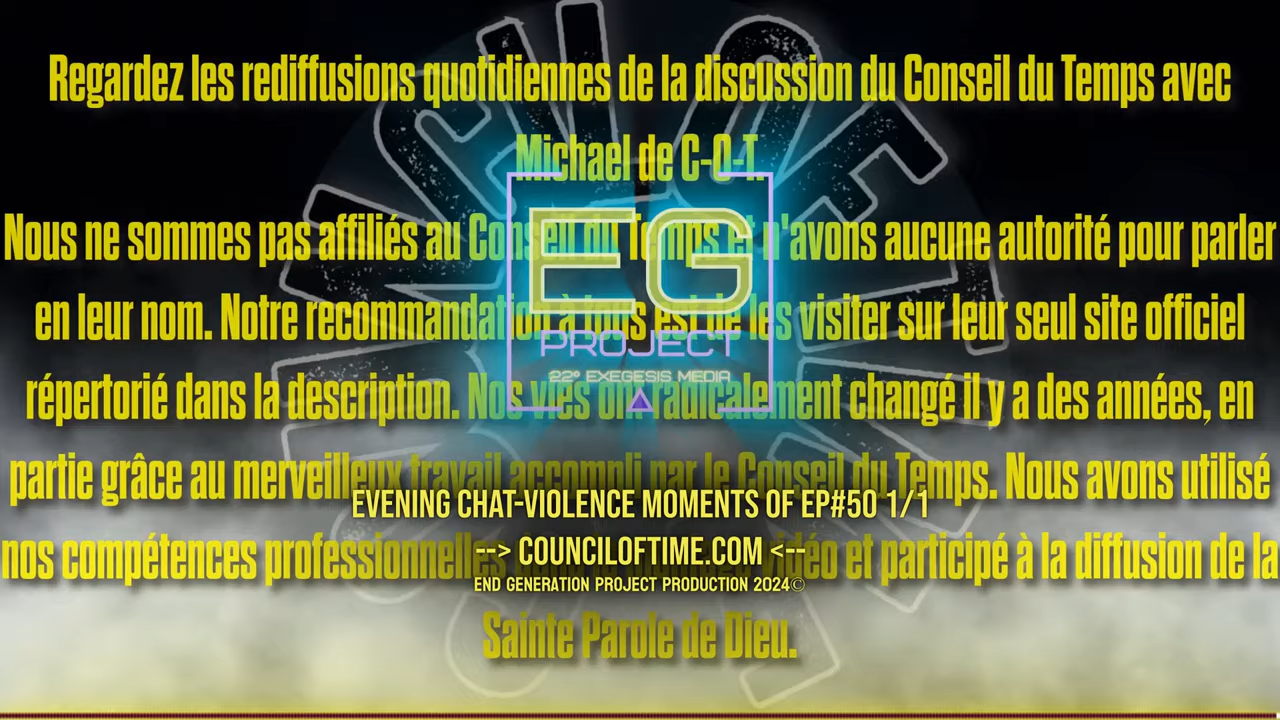 Regardez les rediffusions quotidiennes de la discussion du Conseil du Temps avec
Michael de C-O-T.
Nous ne sommes pas affiliés au Conseil du Temps et n'avons aucune autorité pour parler
en leur nom. Notre recommandation à tous est de les visiter sur leur seul site officiel
répertorié dans la description. Nos vies ont radicalement changé il y a des années, en
partie grâce au merveilleux travail accompli par le Conseil du Temps. Nous avons utilisé
nos compétences professionnelles vidéo et participé à la diffusion de la
Sainte Parole de Dieu.
EG
PROJECT
22º EXEGESIS MEDIA
EVENING CHAT-VIOLENCE MOMENTS OF EP#50 1/1
--> COUNCILOFTIME.COM <--
END GENERATION PROJECT PRODUCTION 2024©